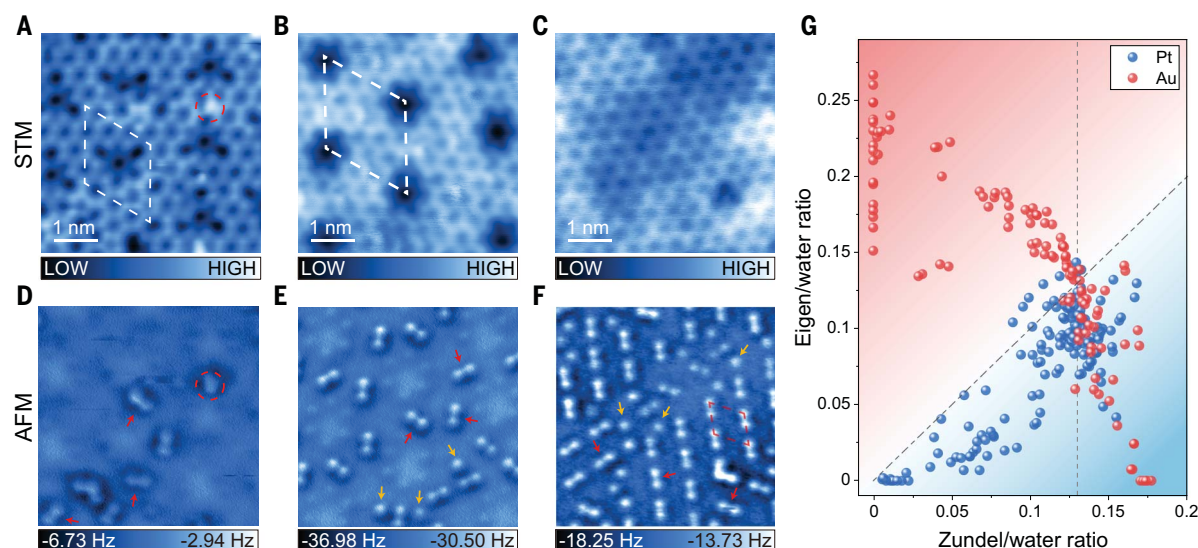 A
B
C
G
STM
1 nm
1 nm
1 nm
LOW HIGH
LOW HIGH
LOW HIGH
D
E
F
AFM
-6.73 Hz -2.94 Hz
-36.98 Hz -30.50 Hz
-18.25 Hz -13.73 Hz
Pt
Au
Eigen/water ratio
0.25
0.2
0.15
0.1
0.05
0
0 0.05 0.1 0.15 0.2
Zundel/water ratio